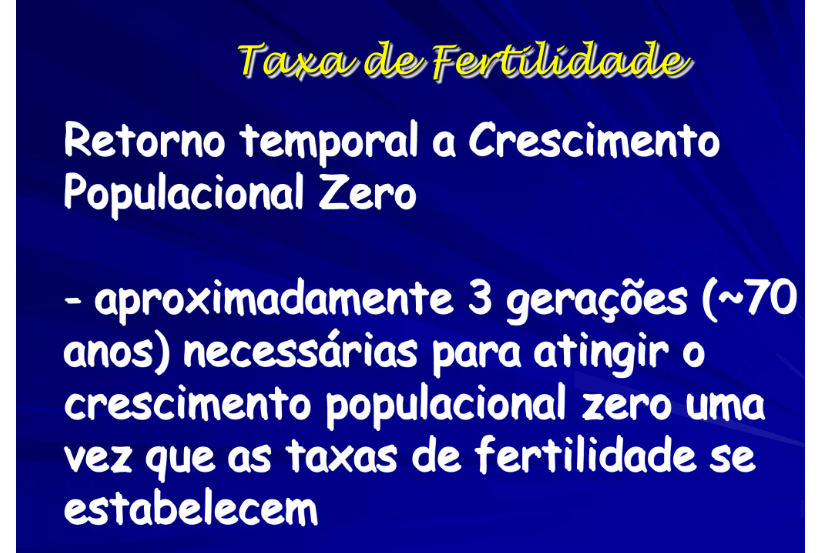 Taxa de Fertilidade
Retorno temporal a Crescimento
Populacional Zero
- aproximadamente 3 gerações (~70
anos) necessárias para atingir o
crescimento populacional zero uma
vez que as taxas de fertilidade se
estabelecem